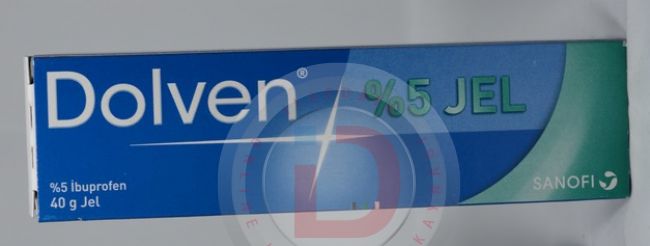 Dolven®
%5 JEL
%5 İbuprofen
40 g Jel
SANOFI
D